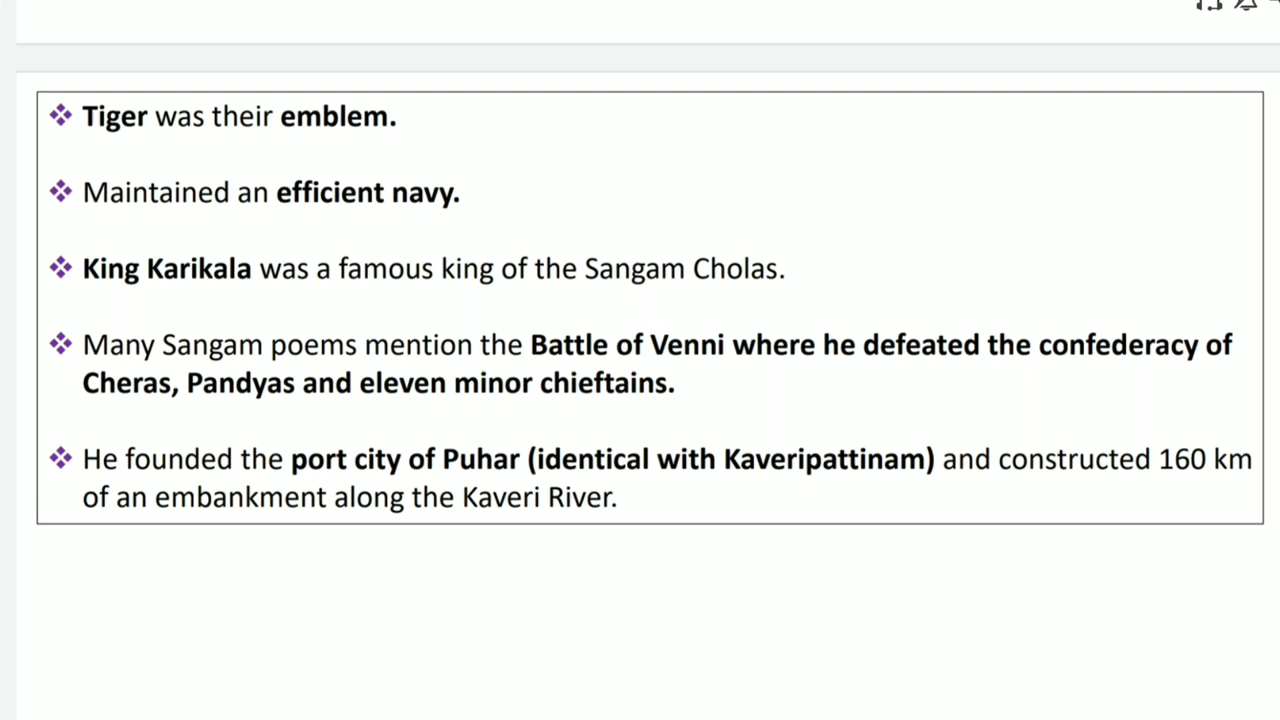 ❖ Tiger was their emblem.
❖ Maintained an efficient navy.
❖ King Karikala was a famous king of the Sangam Cholas.
❖ Many Sangam poems mention the Battle of Venni where he defeated the confederacy of
Cheras, Pandyas and eleven minor chieftains.
❖ He founded the port city of Puhar (identical with Kaveripattinam) and constructed 160 km
of an embankment along the Kaveri River.